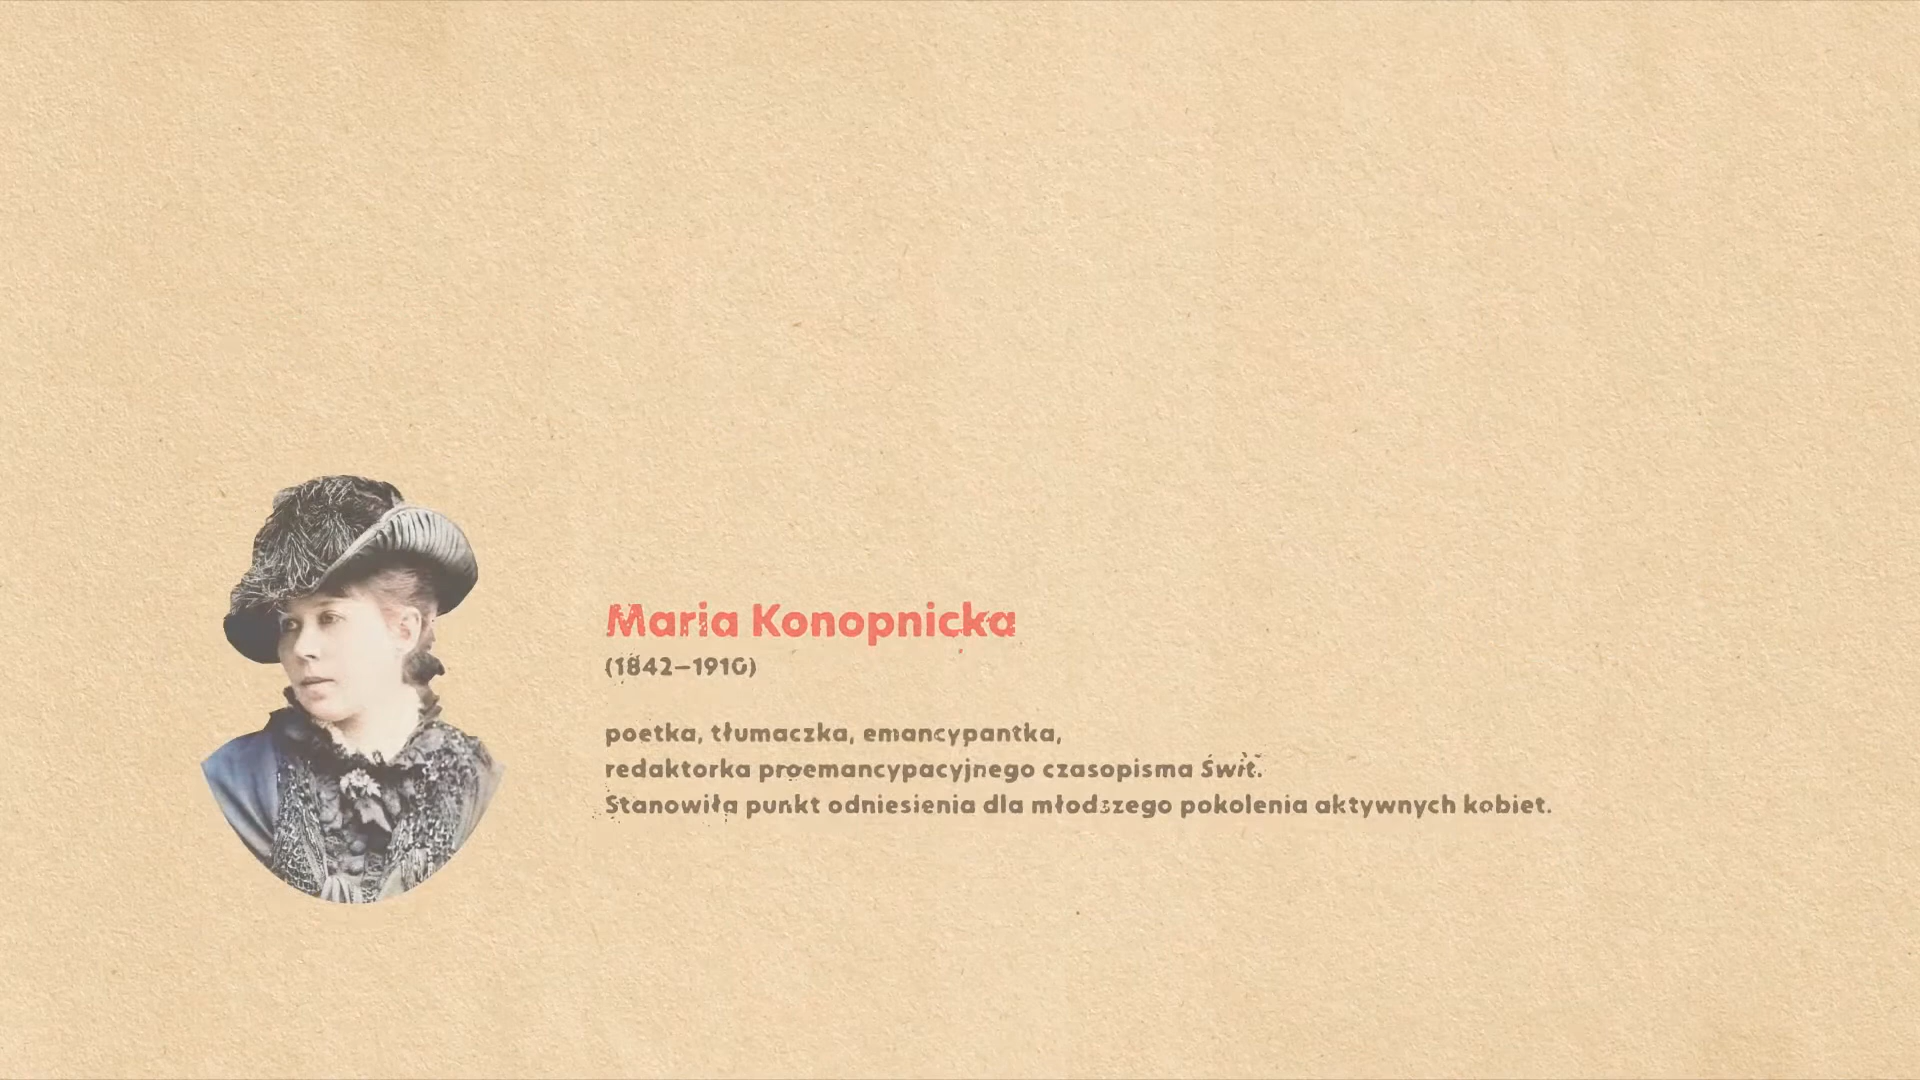 Maria Konopnicka
(1842–1910)
poetka, tłumaczka, emancypantka,
redaktorka proemancypacyjnego czasopisma Świt.
Stanowiła punkt odniesienia dla młodszego pokolenia aktywnych kobiet.